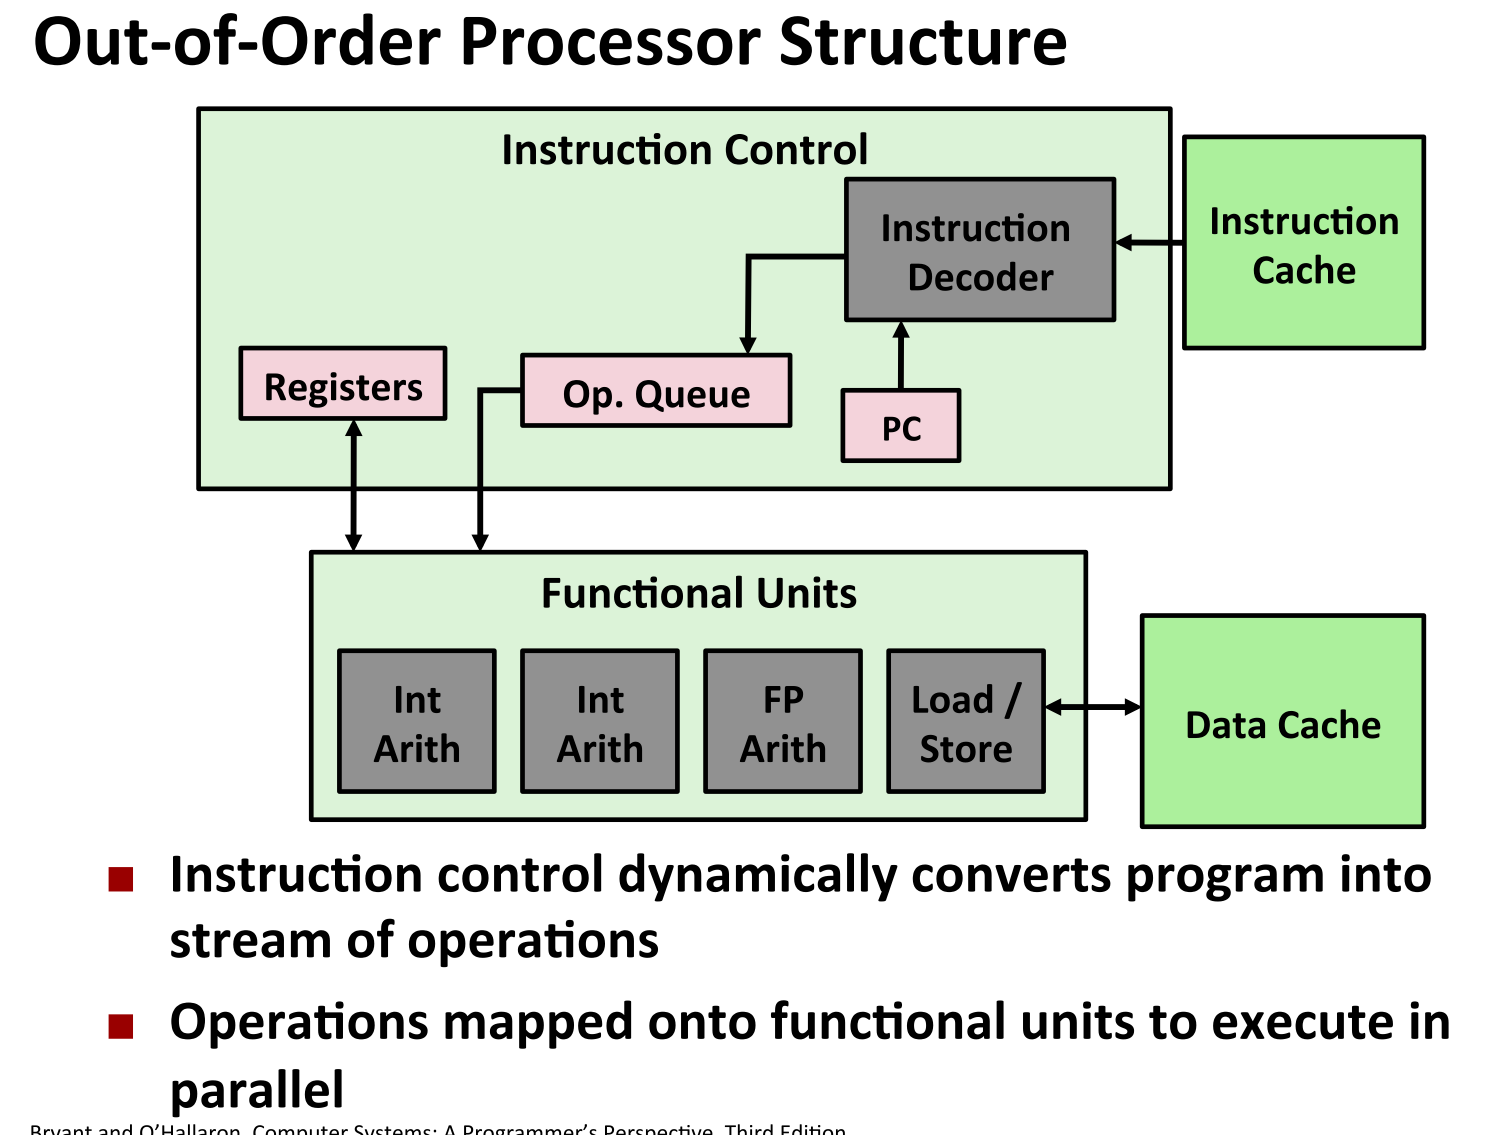 Out-of-Order Processor Structure
Instruction Control
Instruction
Decoder
Instruction
Cache
Registers
Op. Queue
PC
Functional Units
Int
Arith
Int
Arith
FP
Arith
Load /
Store
Data Cache
Instruction control dynamically converts program into
stream of operations
Operations mapped onto functional units to execute in
parallel
Bryant and O’Hallaron, Computer Systems: A Programmer’s Perspective, Third Edition